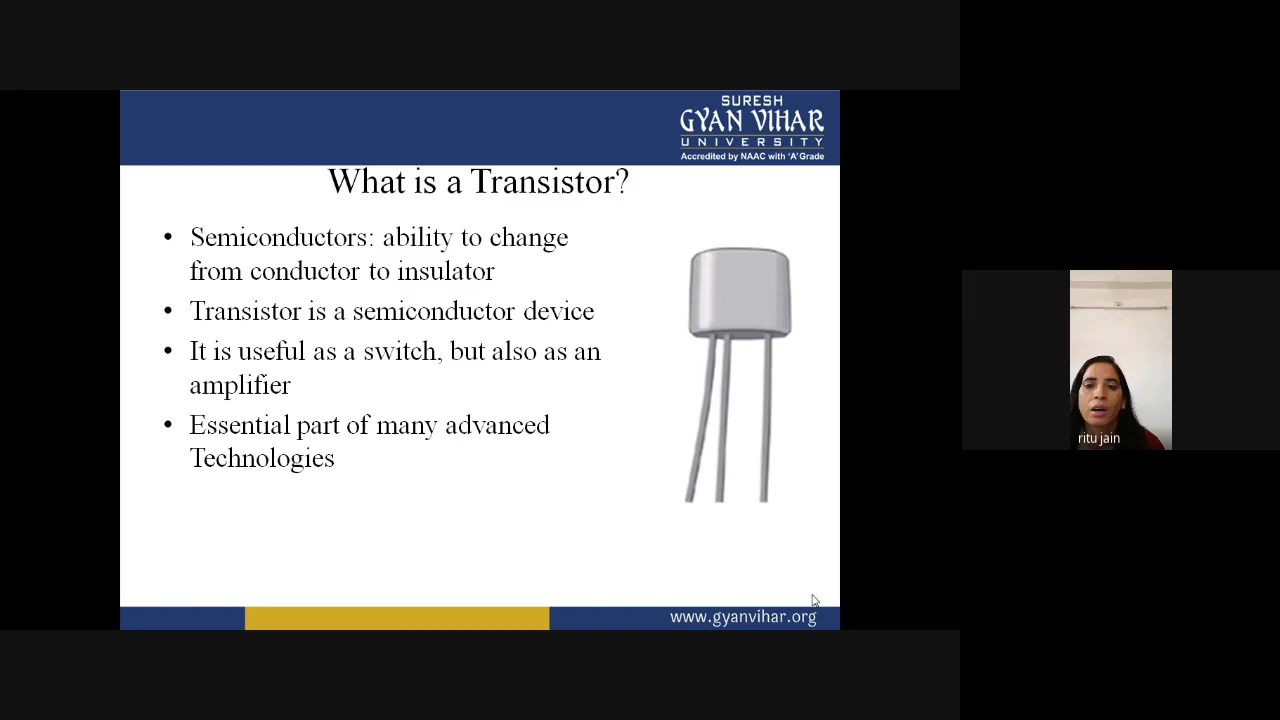 SURESH
GYAN VIHAR
UNIVERSITY
Accredited by NAAC with 'A' Grade
What is a Transistor?
• Semiconductors: ability to change
from conductor to insulator
• Transistor is a semiconductor device
• It is useful as a switch, but also as an
amplifier
• Essential part of many advanced
Technologies
ritu jain
www.gyanvihar.org